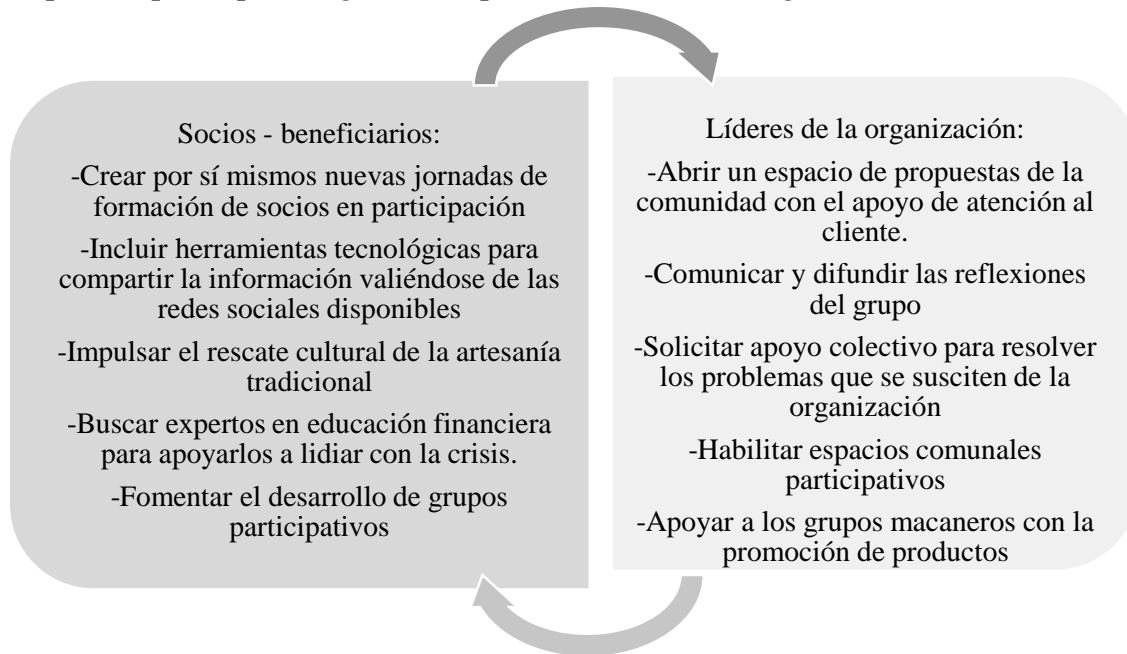 Socios - beneficiarios:
-Crear por sí mismos nuevas jornadas de
formación de socios en participación
-Incluir herramientas tecnológicas para
compartir la información valiéndose de las
redes sociales disponibles
-Impulsar el rescate cultural de la artesanía
tradicional
-Buscar expertos en educación financiera
para apoyarlos a lidiar con la crisis.
-Fomentar el desarrollo de grupos
participativos
Líderes de la organización:
-Abrir un espacio de propuestas de la
comunidad con el apoyo de atención al
cliente.
-Comunicar y difundir las reflexiones
del grupo
-Solicitar apoyo colectivo para resolver
los problemas que se susciten de la
organización
-Habilitar espacios comunales
participativos
-Apoyar a los grupos macaneros con la
promoción de productos